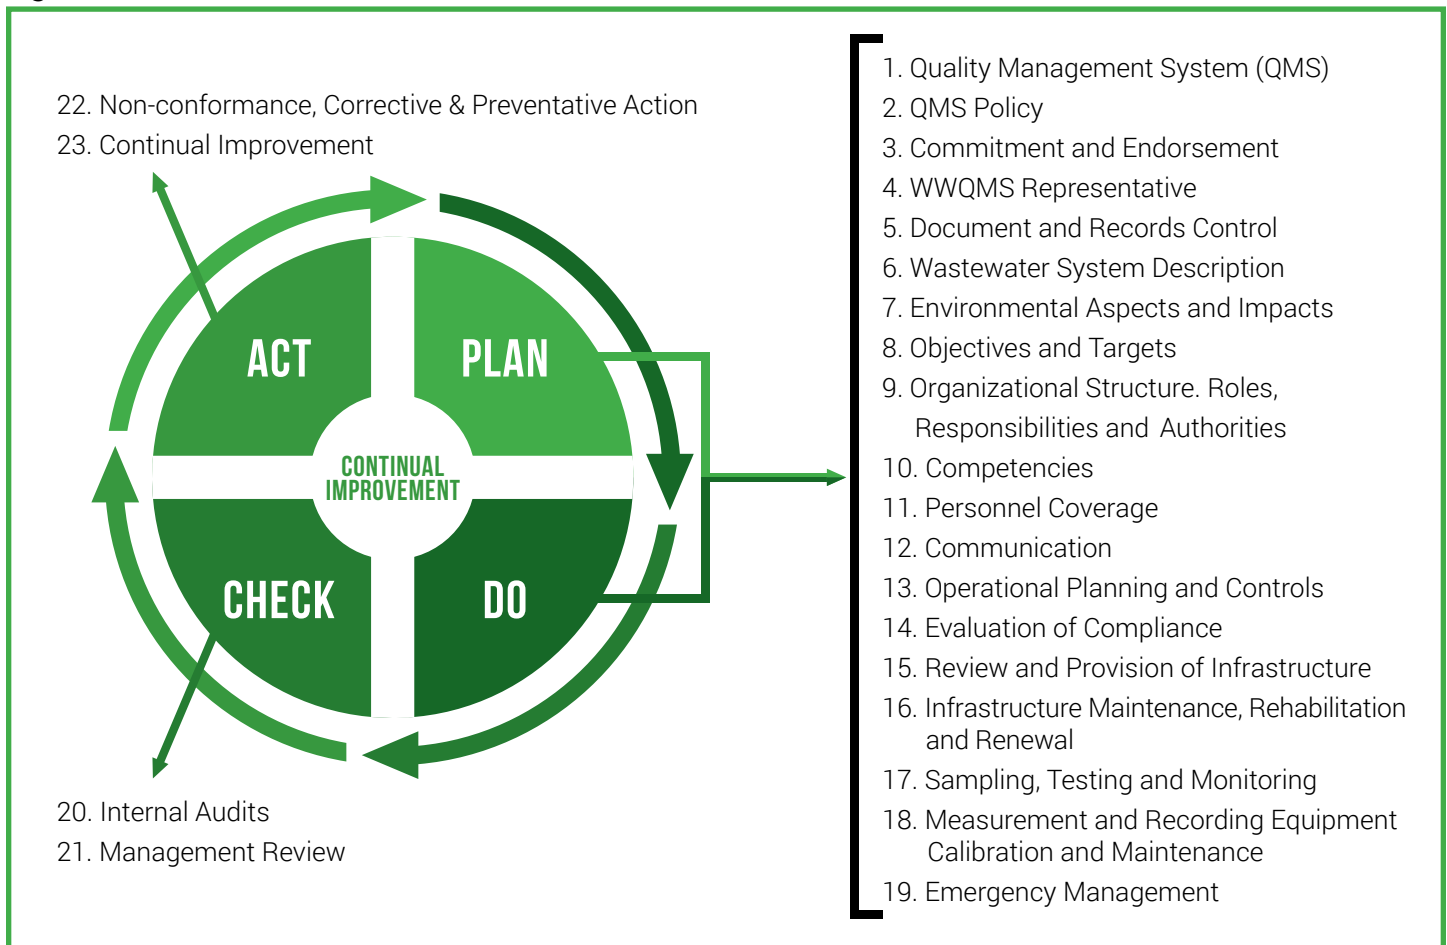 22. Non-conformance, Corrective & Preventative Action
23. Continual Improvement
ACT
PLAN
CONTINUAL
IMPROVEMENT
CHECK
DO
20. Internal Audits
21. Management Review
1. Quality Management System (QMS)
2. QMS Policy
3. Commitment and Endorsement
4. WWQMS Representative
5. Document and Records Control
6. Wastewater System Description
7. Environmental Aspects and Impacts
8. Objectives and Targets
9. Organizational Structure. Roles,
Responsibilities and Authorities
10. Competencies
11. Personnel Coverage
12. Communication
13. Operational Planning and Controls
14. Evaluation of Compliance
15. Review and Provision of Infrastructure
16. Infrastructure Maintenance, Rehabilitation
and Renewal
17. Sampling, Testing and Monitoring
18. Measurement and Recording Equipment
Calibration and Maintenance
19. Emergency Management